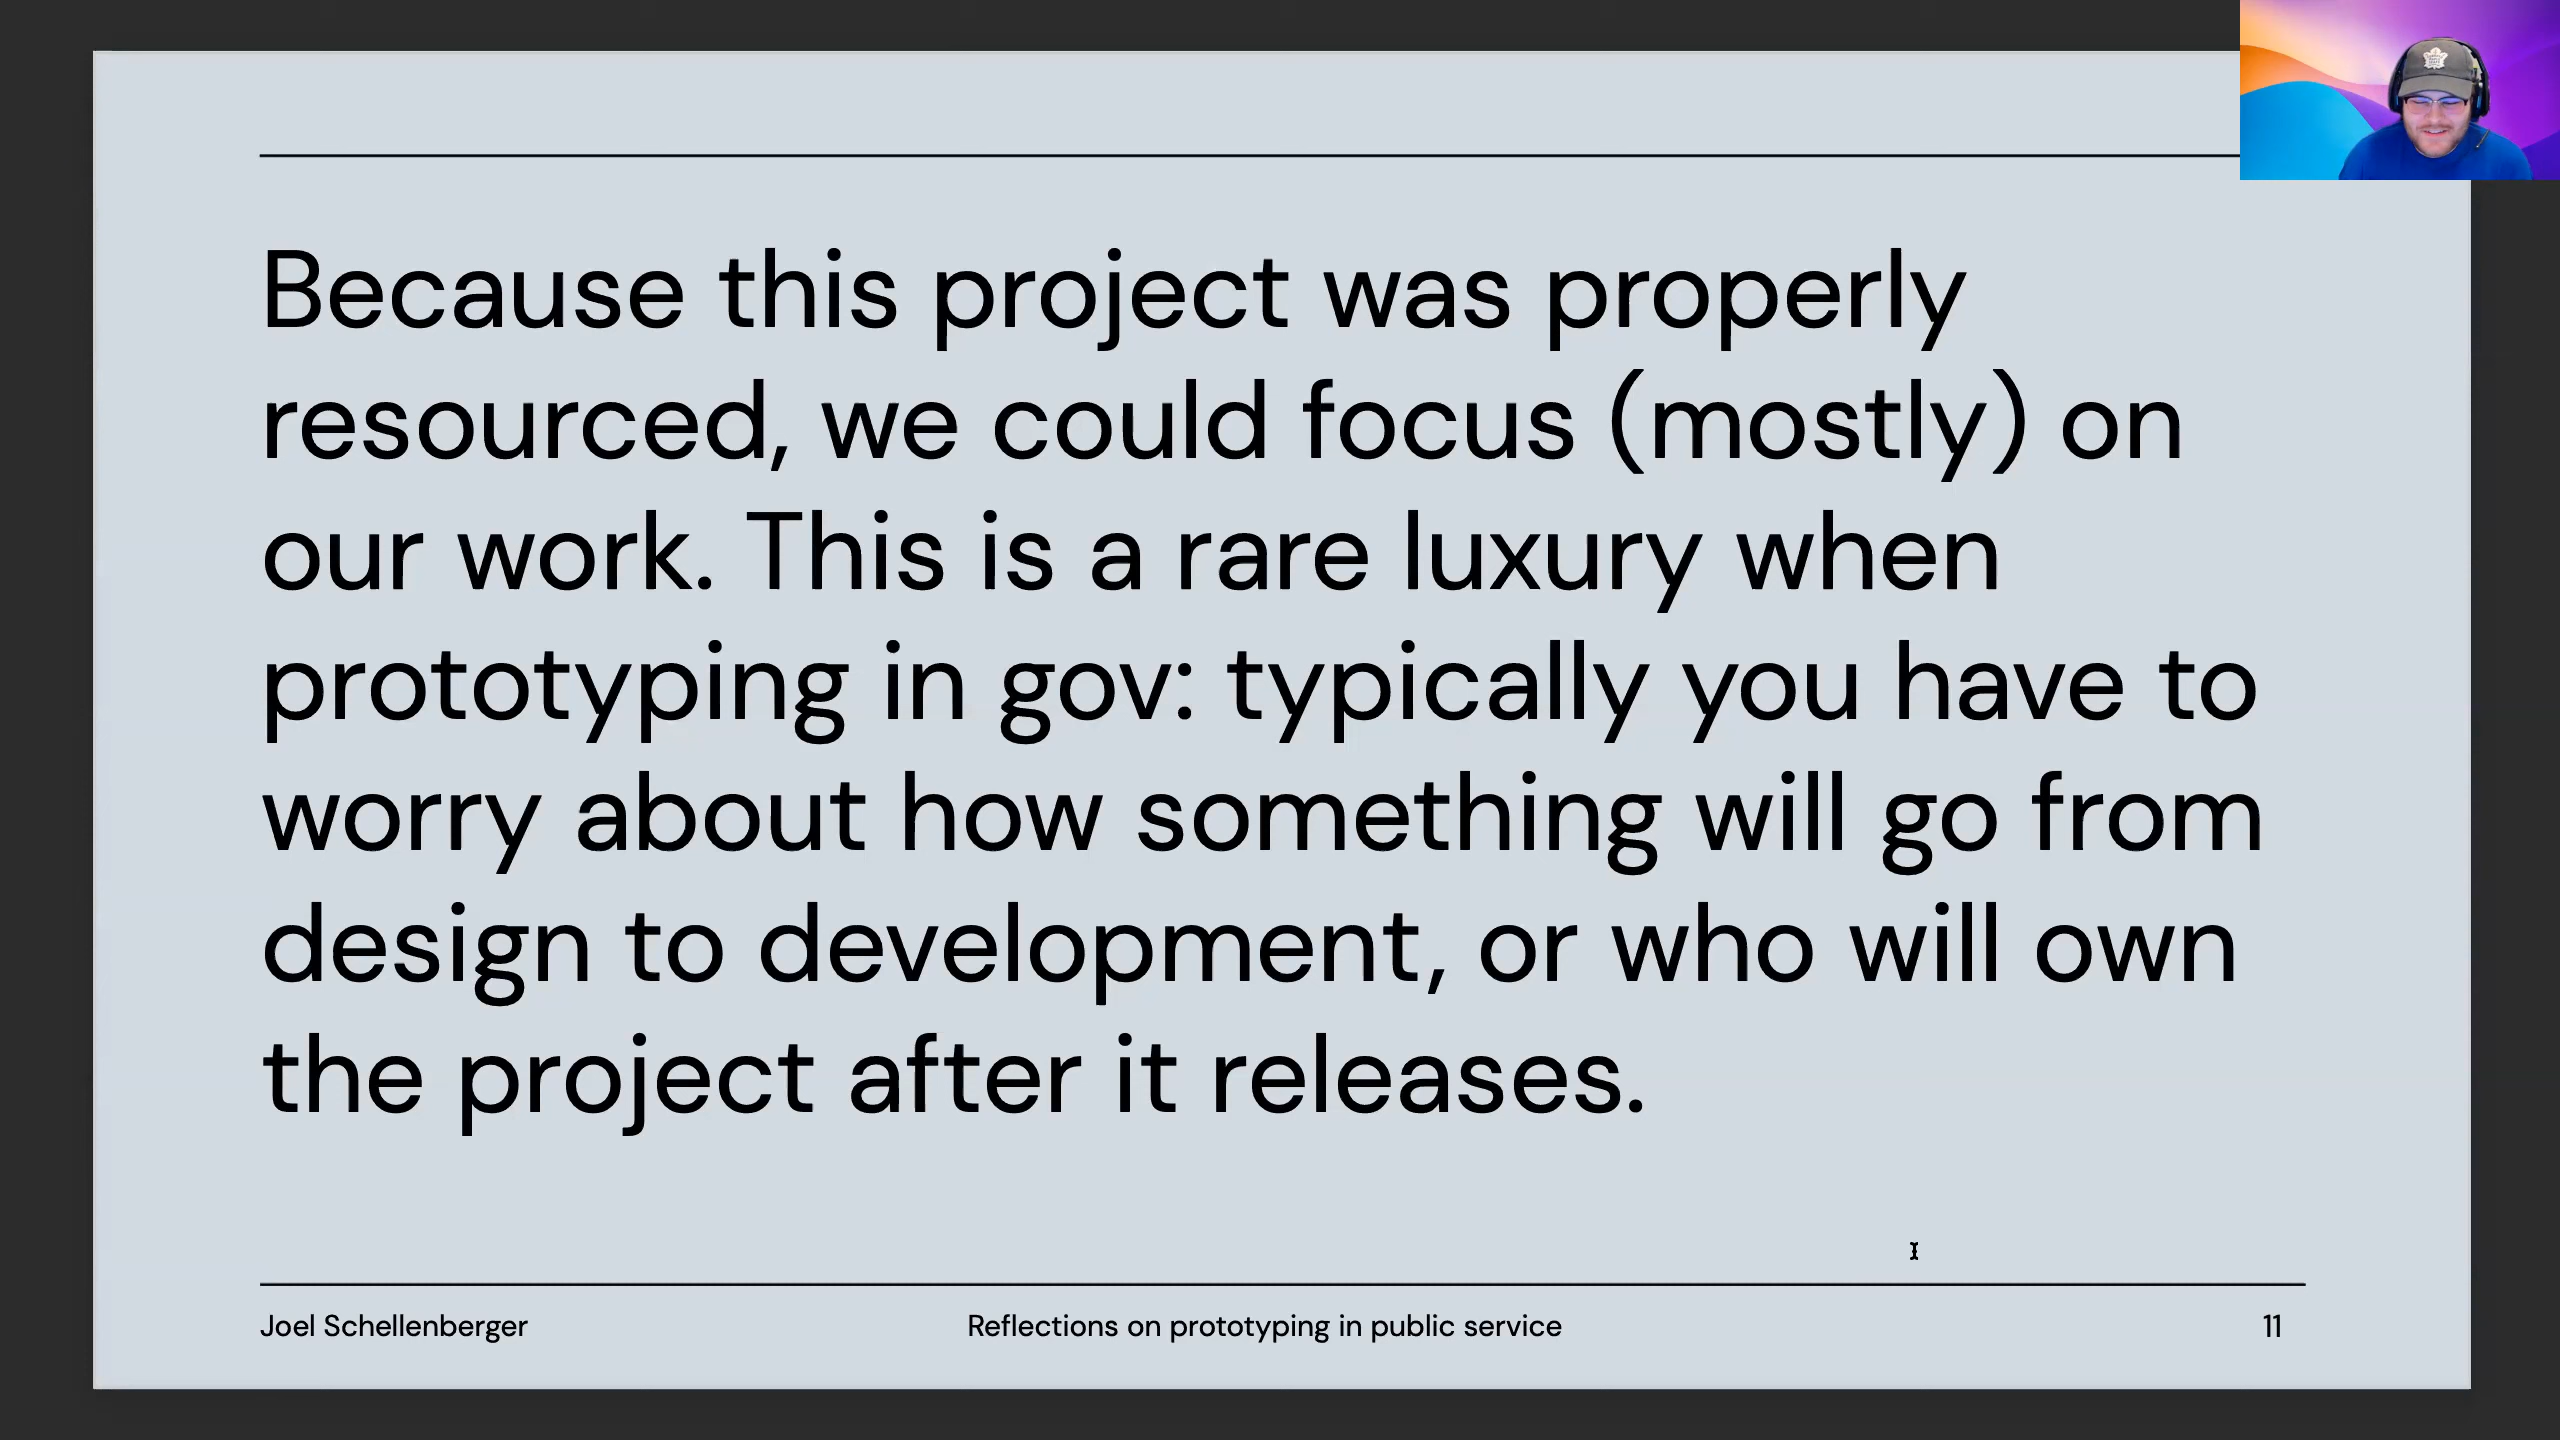 Because this project was properly
resourced, we could focus (mostly) on
our work. This is a rare luxury when
prototyping in gov: typically you have to
worry about how something will go from
design to development, or who will own
the project after it releases.
Joel Schellenberger
Reflections on prototyping in public service
11